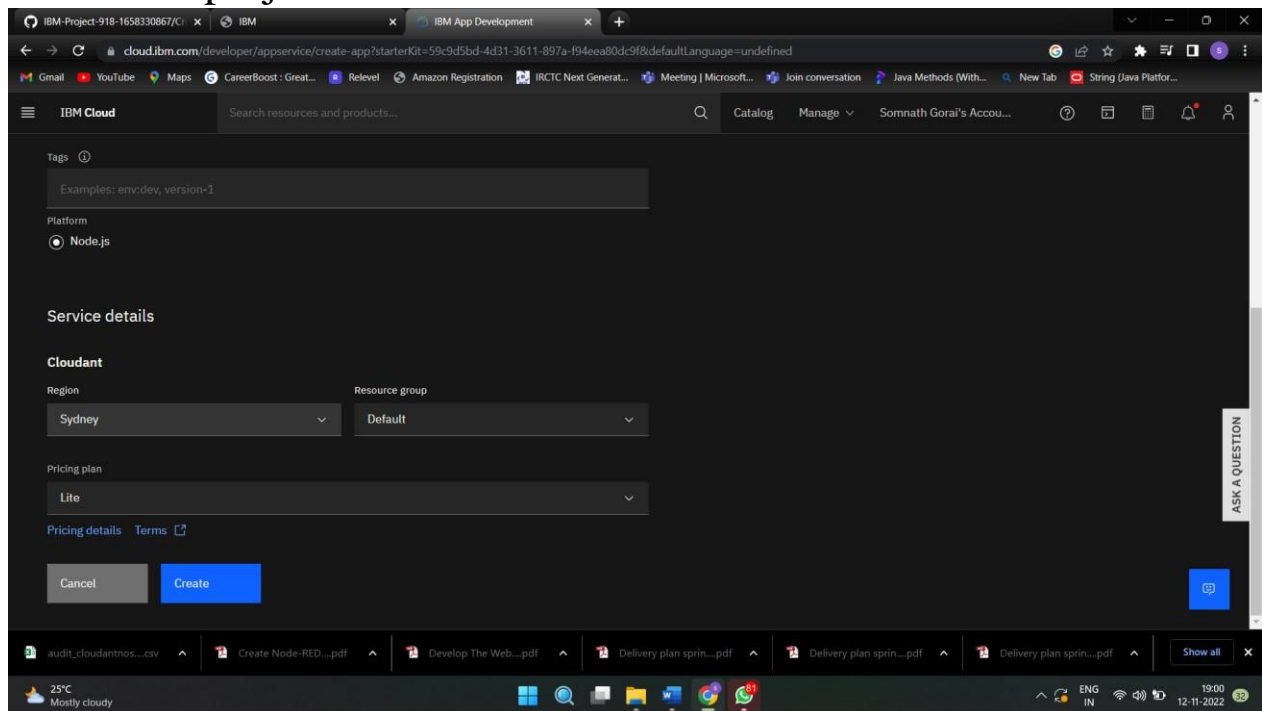 IBM-Project-918-1658330867/Cr
IBM
IBM App Development
cloud.ibm.com/developer/appservice/create-app?starterKit=59c9d5bd-4d31-3611-897a-f94eea80dc9f&defaultLanguage=undefined
S
Gmail YouTube Maps CareerBoost : Great... Relevel Amazon Registration IRCTC Next Generat... Meeting | Microsoft... Join conversation Java Methods (With... New Tab String (Java Platfor...
IBM Cloud Search resources and products... Catalog Manage Somnath Gorai's Accou...
Tags
Examples: env:dev, version-1
Platform
Node.js
Service details
Cloudant
Region Resource group
Sydney Default
Pricing plan
Lite
Pricing details Terms
Cancel Create
ASK A QUESTION
audit_cloudantnos....csv Create Node-RED....pdf Develop The Web....pdf Delivery plan sprin....pdf Delivery plan sprin....pdf Delivery plan sprin....pdf Show all
25°C
Mostly cloudy
81
ENG
IN
19:00
12-11-2022
32